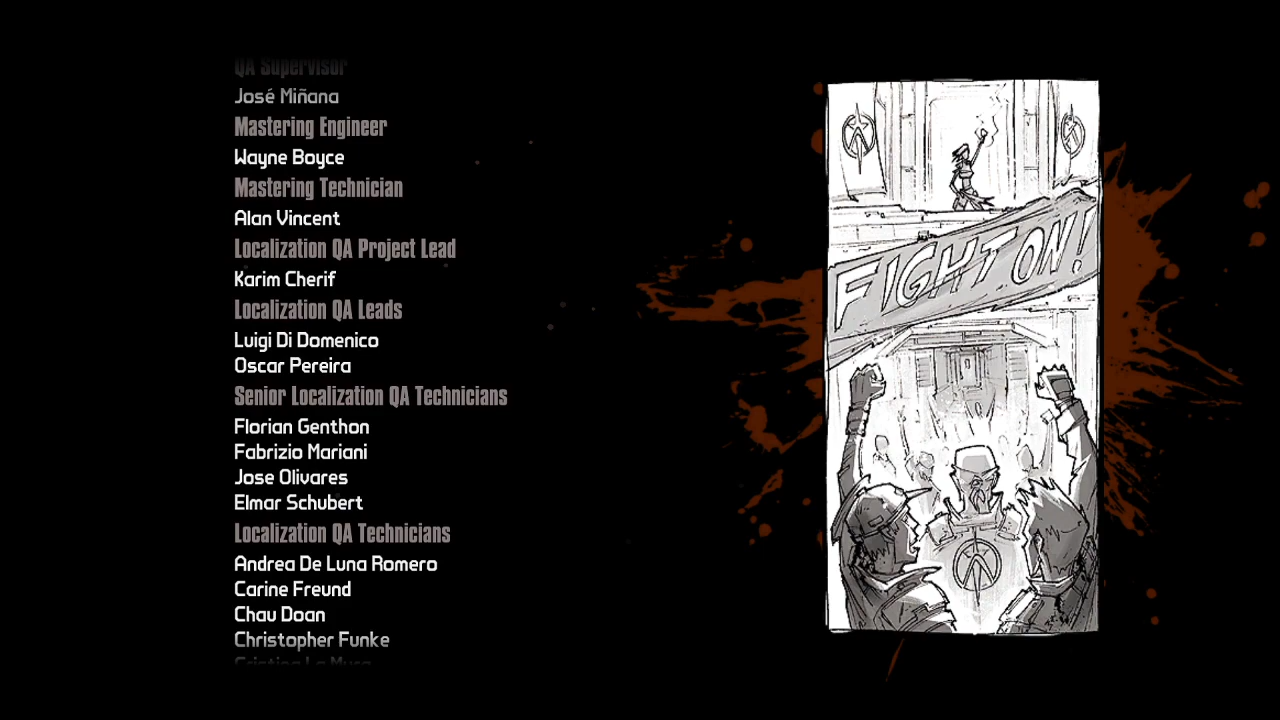 QA Supervisor
José Miñana
Mastering Engineer
Wayne Boyce
Mastering Technician
Alan Vincent
Localization QA Project Lead
Karim Cherif
Localization QA Leads
Luigi Di Domenico
Oscar Pereira
Senior Localization QA Technicians
Florian Genthon
Fabrizio Mariani
Jose Olivares
Elmar Schubert
Localization QA Technicians
Andrea De Luna Romero
Carine Freund
Chau Doan
Christopher Funke
FIGHT ON!